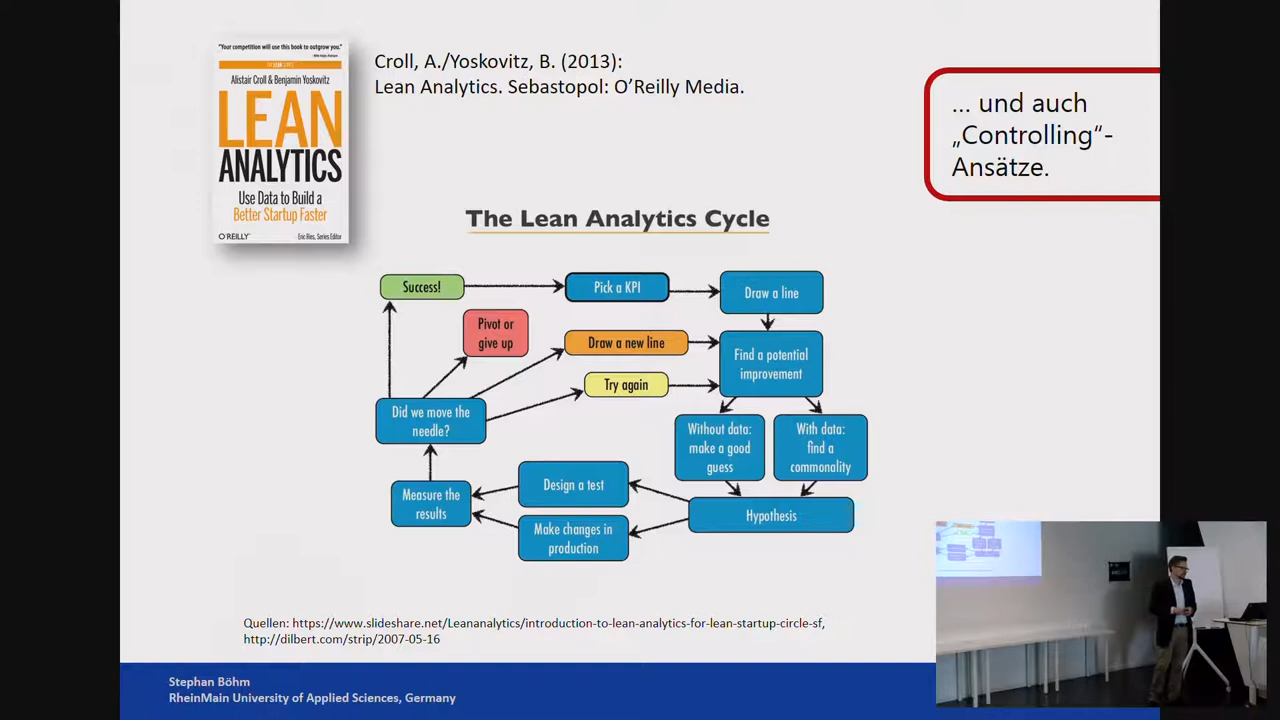 "Your competition will use this book to outgrow you."
Alistair Croll & Benjamin Yoskovitz
LEAN
ANALYTICS
Use Data to Build a
Better Startup Faster
O'REILLY
Eric Ries, Series Editor
Croll, A./Yoskovitz, B. (2013):
Lean Analytics. Sebastopol: O’Reilly Media.
... und auch
„Controlling“-
Ansätze.
The Lean Analytics Cycle
Success!
Pick a KPI
Draw a line
Pivot or
give up
Draw a new line
Find a potential
improvement
Try again
Did we move the
needle?
Without data:
make a good
guess
With data:
find a
commonality
Measure the
results
Design a test
Make changes in
production
Hypothesis
Quellen: https://www.slideshare.net/Leananalytics/introduction-to-lean-analytics-for-lean-startup-circle-sf,
http://dilbert.com/strip/2007-05-16
Stephan Böhm
RheinMain University of Applied Sciences, Germany